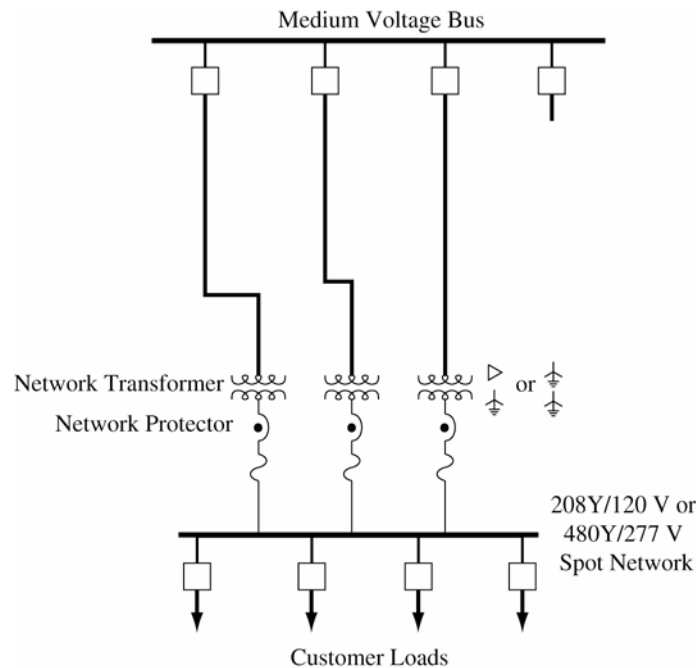 Medium Voltage Bus
Network Transformer
or
Network Protector
208Y/120 V or
480Y/277 V
Spot Network
Customer Loads